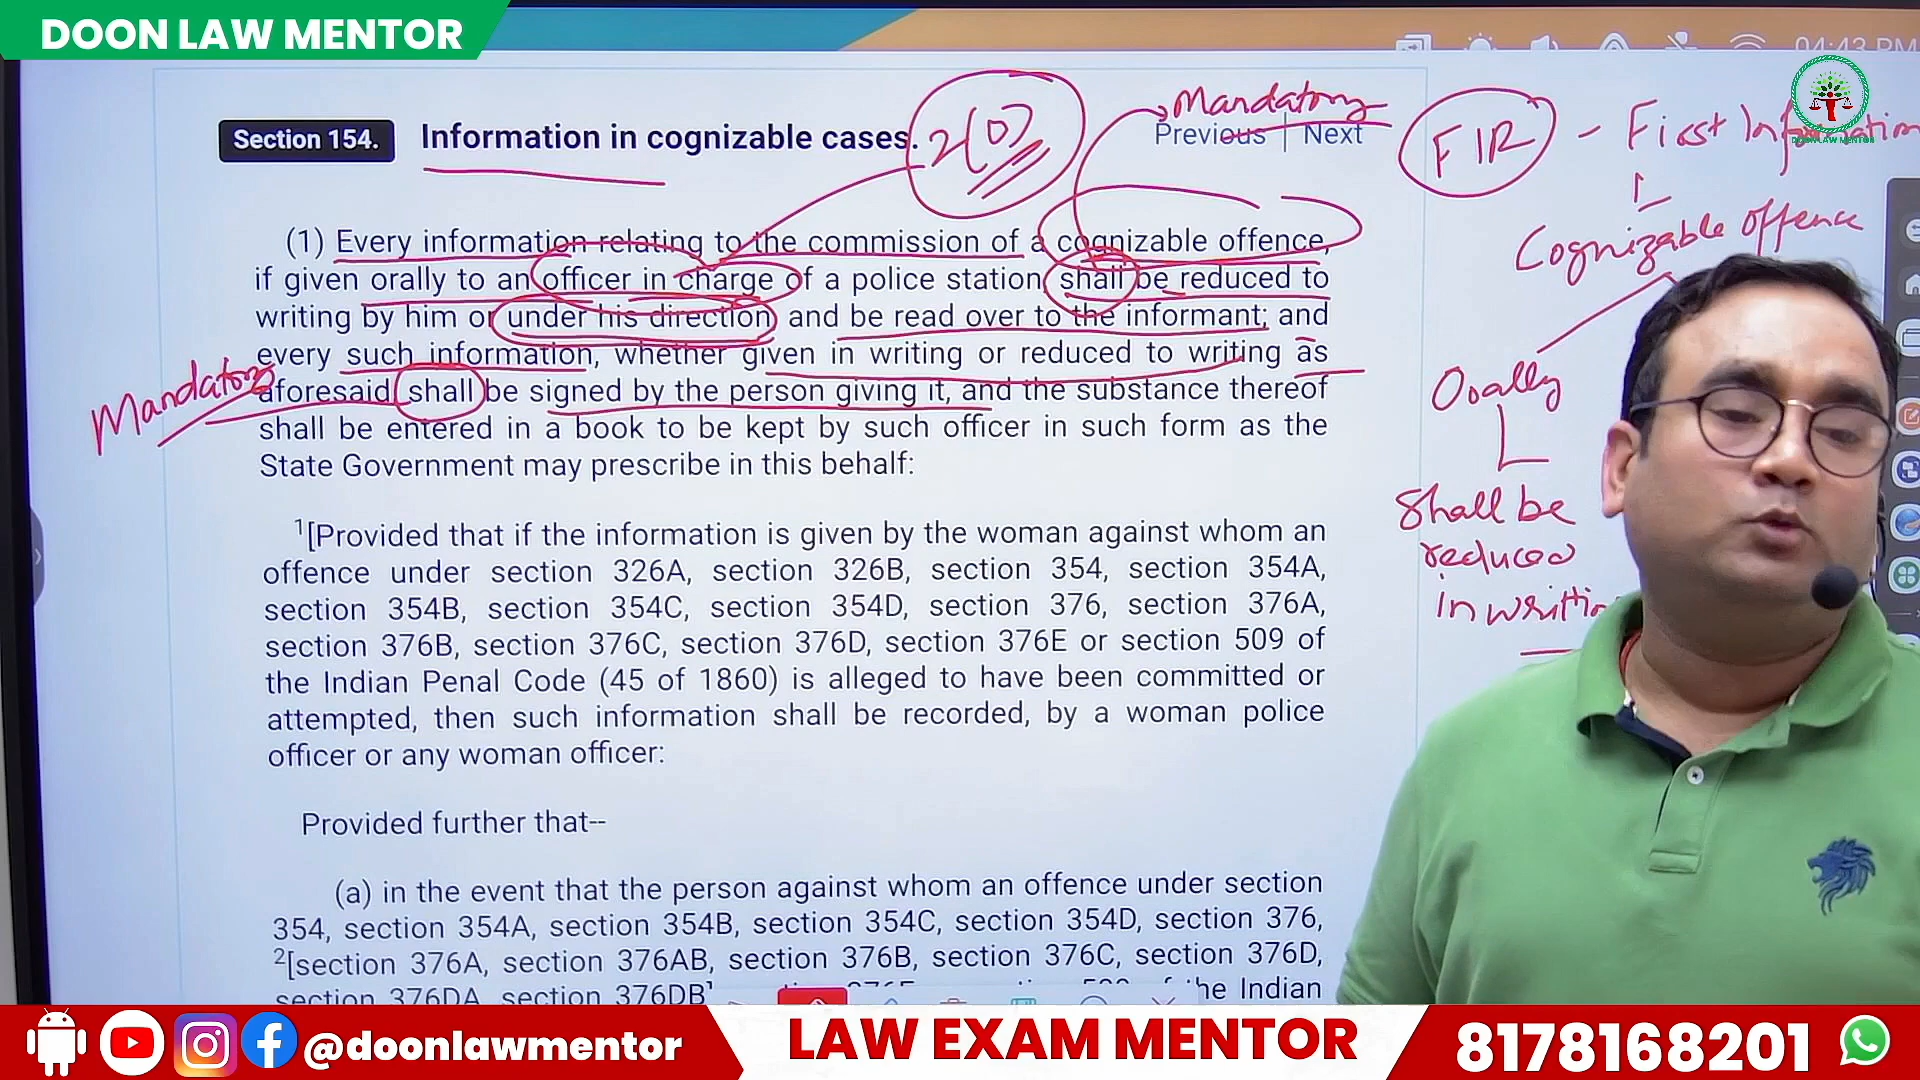 DOON LAW MENTOR
04:43 PM
DOON LAW MENTOR
Section 154. Information in cognizable cases.
2(o)
Mandatory
Previous | Next
FIR - First Information
Cognizable offence
(1) Every information relating to the commission of a cognizable offence,
if given orally to an officer in charge of a police station, shall be reduced to
writing by him or under his direction, and be read over to the informant; and
every such information, whether given in writing or reduced to writing as
aforesaid, shall be signed by the person giving it, and the substance thereof
shall be entered in a book to be kept by such officer in such form as the
State Government may prescribe in this behalf:
Mandatory
Orally
Shall be
reduced
in
1[Provided that if the information is given by the woman against whom an
offence under section 326A, section 326B, section 354, section 354A,
section 354B, section 354C, section 354D, section 376, section 376A,
section 376B, section 376C, section 376D, section 376E or section 509 of
the Indian Penal Code (45 of 1860) is alleged to have been committed or
attempted, then such information shall be recorded, by a woman police
officer or any woman officer:
Provided further that--
(a) in the event that the person against whom an offence under section
354, section 354A, section 354B, section 354C, section 354D, section 376,
2[section 376A, section 376AB, section 376B, section 376C, section 376D,
section 376DA, section 376DB] the Indian
@doonlawmentor
LAW EXAM MENTOR
8178168201